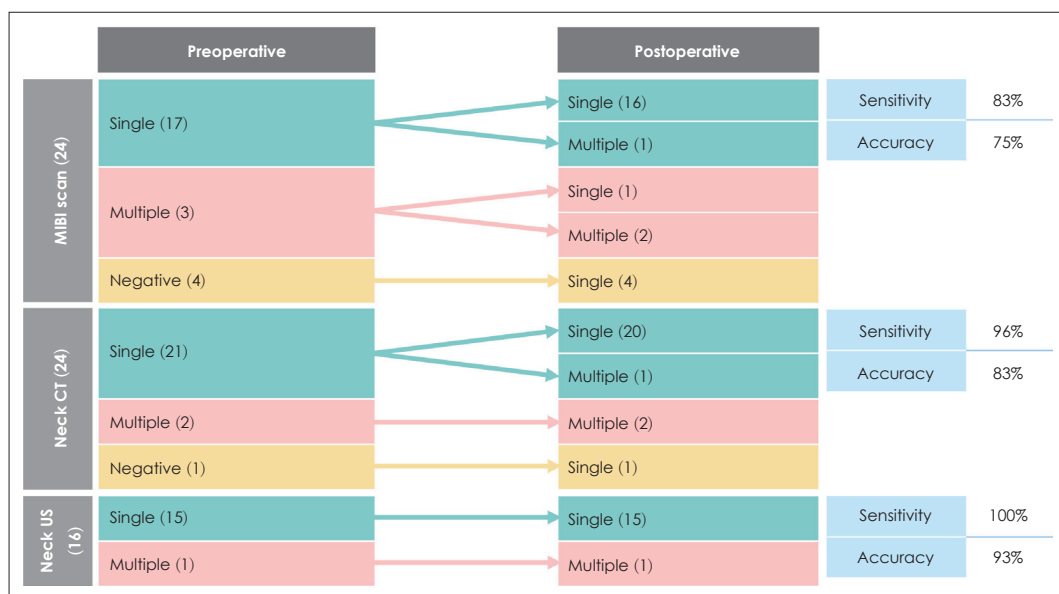 Preoperative
Postoperative
MIBI scan (24)
Single (17)
Single (16)
Multiple (1)
Sensitivity 83%
Accuracy 75%
Multiple (3)
Single (1)
Multiple (2)
Negative (4)
Single (4)
Neck CT (24)
Single (21)
Single (20)
Multiple (1)
Sensitivity 96%
Accuracy 83%
Multiple (2)
Multiple (2)
Negative (1)
Single (1)
Neck US
(16)
Single (15)
Single (15)
Sensitivity 100%
Multiple (1)
Multiple (1)
Accuracy 93%